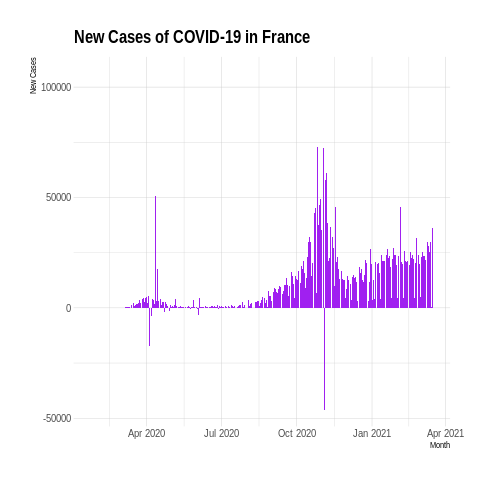 New Cases of COVID-19 in France
New Cases
100000
50000
0
-50000
Apr 2020 Jul 2020 Oct 2020 Jan 2021 Apr 2021
Month